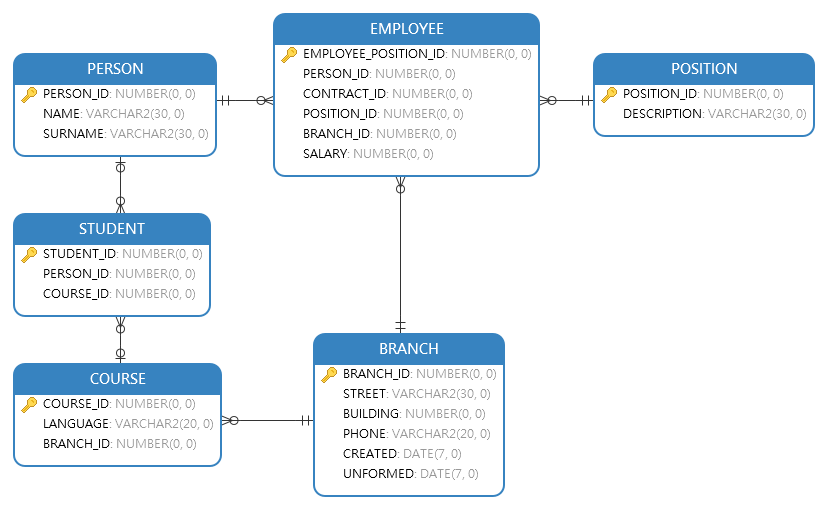 PERSON
PERSON_ID: NUMBER(0, 0)
NAME: VARCHAR2(30, 0)
SURNAME: VARCHAR2(30, 0)
EMPLOYEE
EMPLOYEE_POSITION_ID: NUMBER(0, 0)
PERSON_ID: NUMBER(0, 0)
CONTRACT_ID: NUMBER(0, 0)
POSITION_ID: NUMBER(0, 0)
BRANCH_ID: NUMBER(0, 0)
SALARY: NUMBER(0, 0)
POSITION
POSITION_ID: NUMBER(0, 0)
DESCRIPTION: VARCHAR2(30, 0)
STUDENT
STUDENT_ID: NUMBER(0, 0)
PERSON_ID: NUMBER(0, 0)
COURSE_ID: NUMBER(0, 0)
COURSE
COURSE_ID: NUMBER(0, 0)
LANGUAGE: VARCHAR2(20, 0)
BRANCH_ID: NUMBER(0, 0)
BRANCH
BRANCH_ID: NUMBER(0, 0)
STREET: VARCHAR2(30, 0)
BUILDING: NUMBER(0, 0)
PHONE: VARCHAR2(20, 0)
CREATED: DATE(7, 0)
UNFORMED: DATE(7, 0)